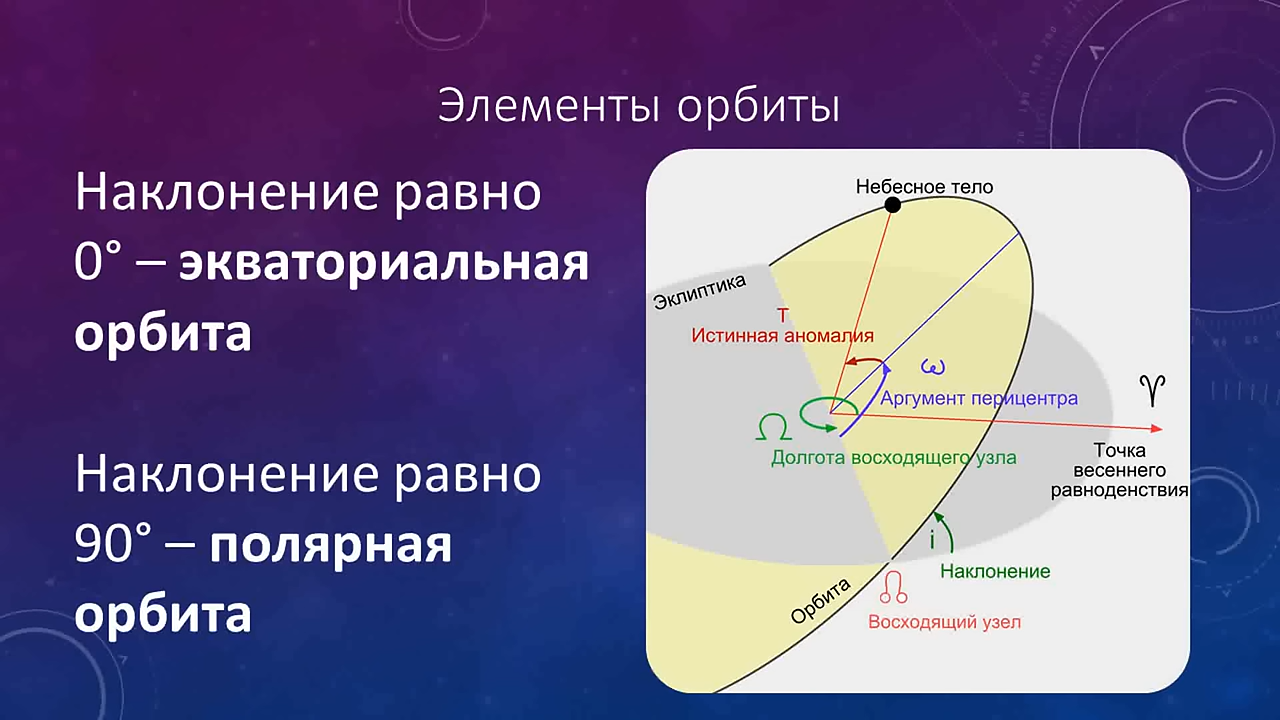 Элементы орбиты
Наклонение равно
0° – экваториальная
орбита
Наклонение равно
90° – полярная
орбита
Небесное тело
Эклиптика
T
Истинная аномалия
ω
Аргумент перицентра
♈
Ω
Долгота восходящего узла
Точка
весеннего
равноденствия
i
Наклонение
Орбита
☊
Восходящий узел